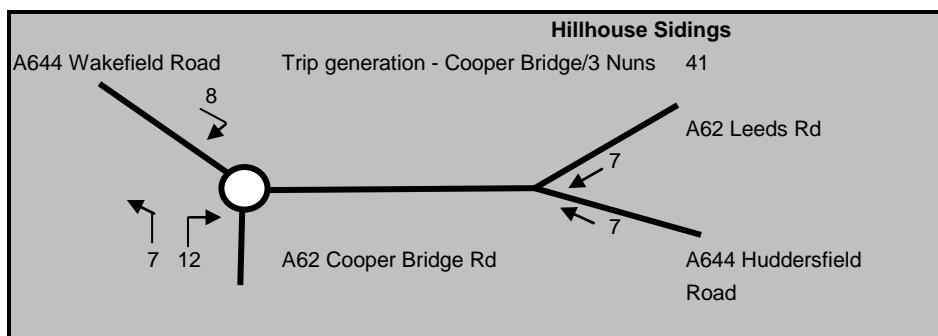 Hillhouse Sidings
A644 Wakefield Road Trip generation - Cooper Bridge/3 Nuns 41
8
A62 Leeds Rd
7
7
7 12 A62 Cooper Bridge Rd A644 Huddersfield
Road